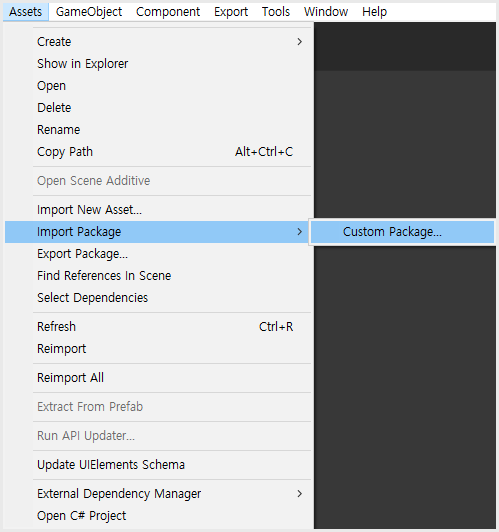 Assets GameObject Component Export Tools Window Help
Create >
Show in Explorer
Open
Delete
Rename
Copy Path Alt+Ctrl+C
Open Scene Additive
Import New Asset...
Import Package > Custom Package...
Export Package...
Find References In Scene
Select Dependencies
Refresh Ctrl+R
Reimport
Reimport All
Extract From Prefab
Run API Updater...
Update UIElements Schema
External Dependency Manager >
Open C# Project